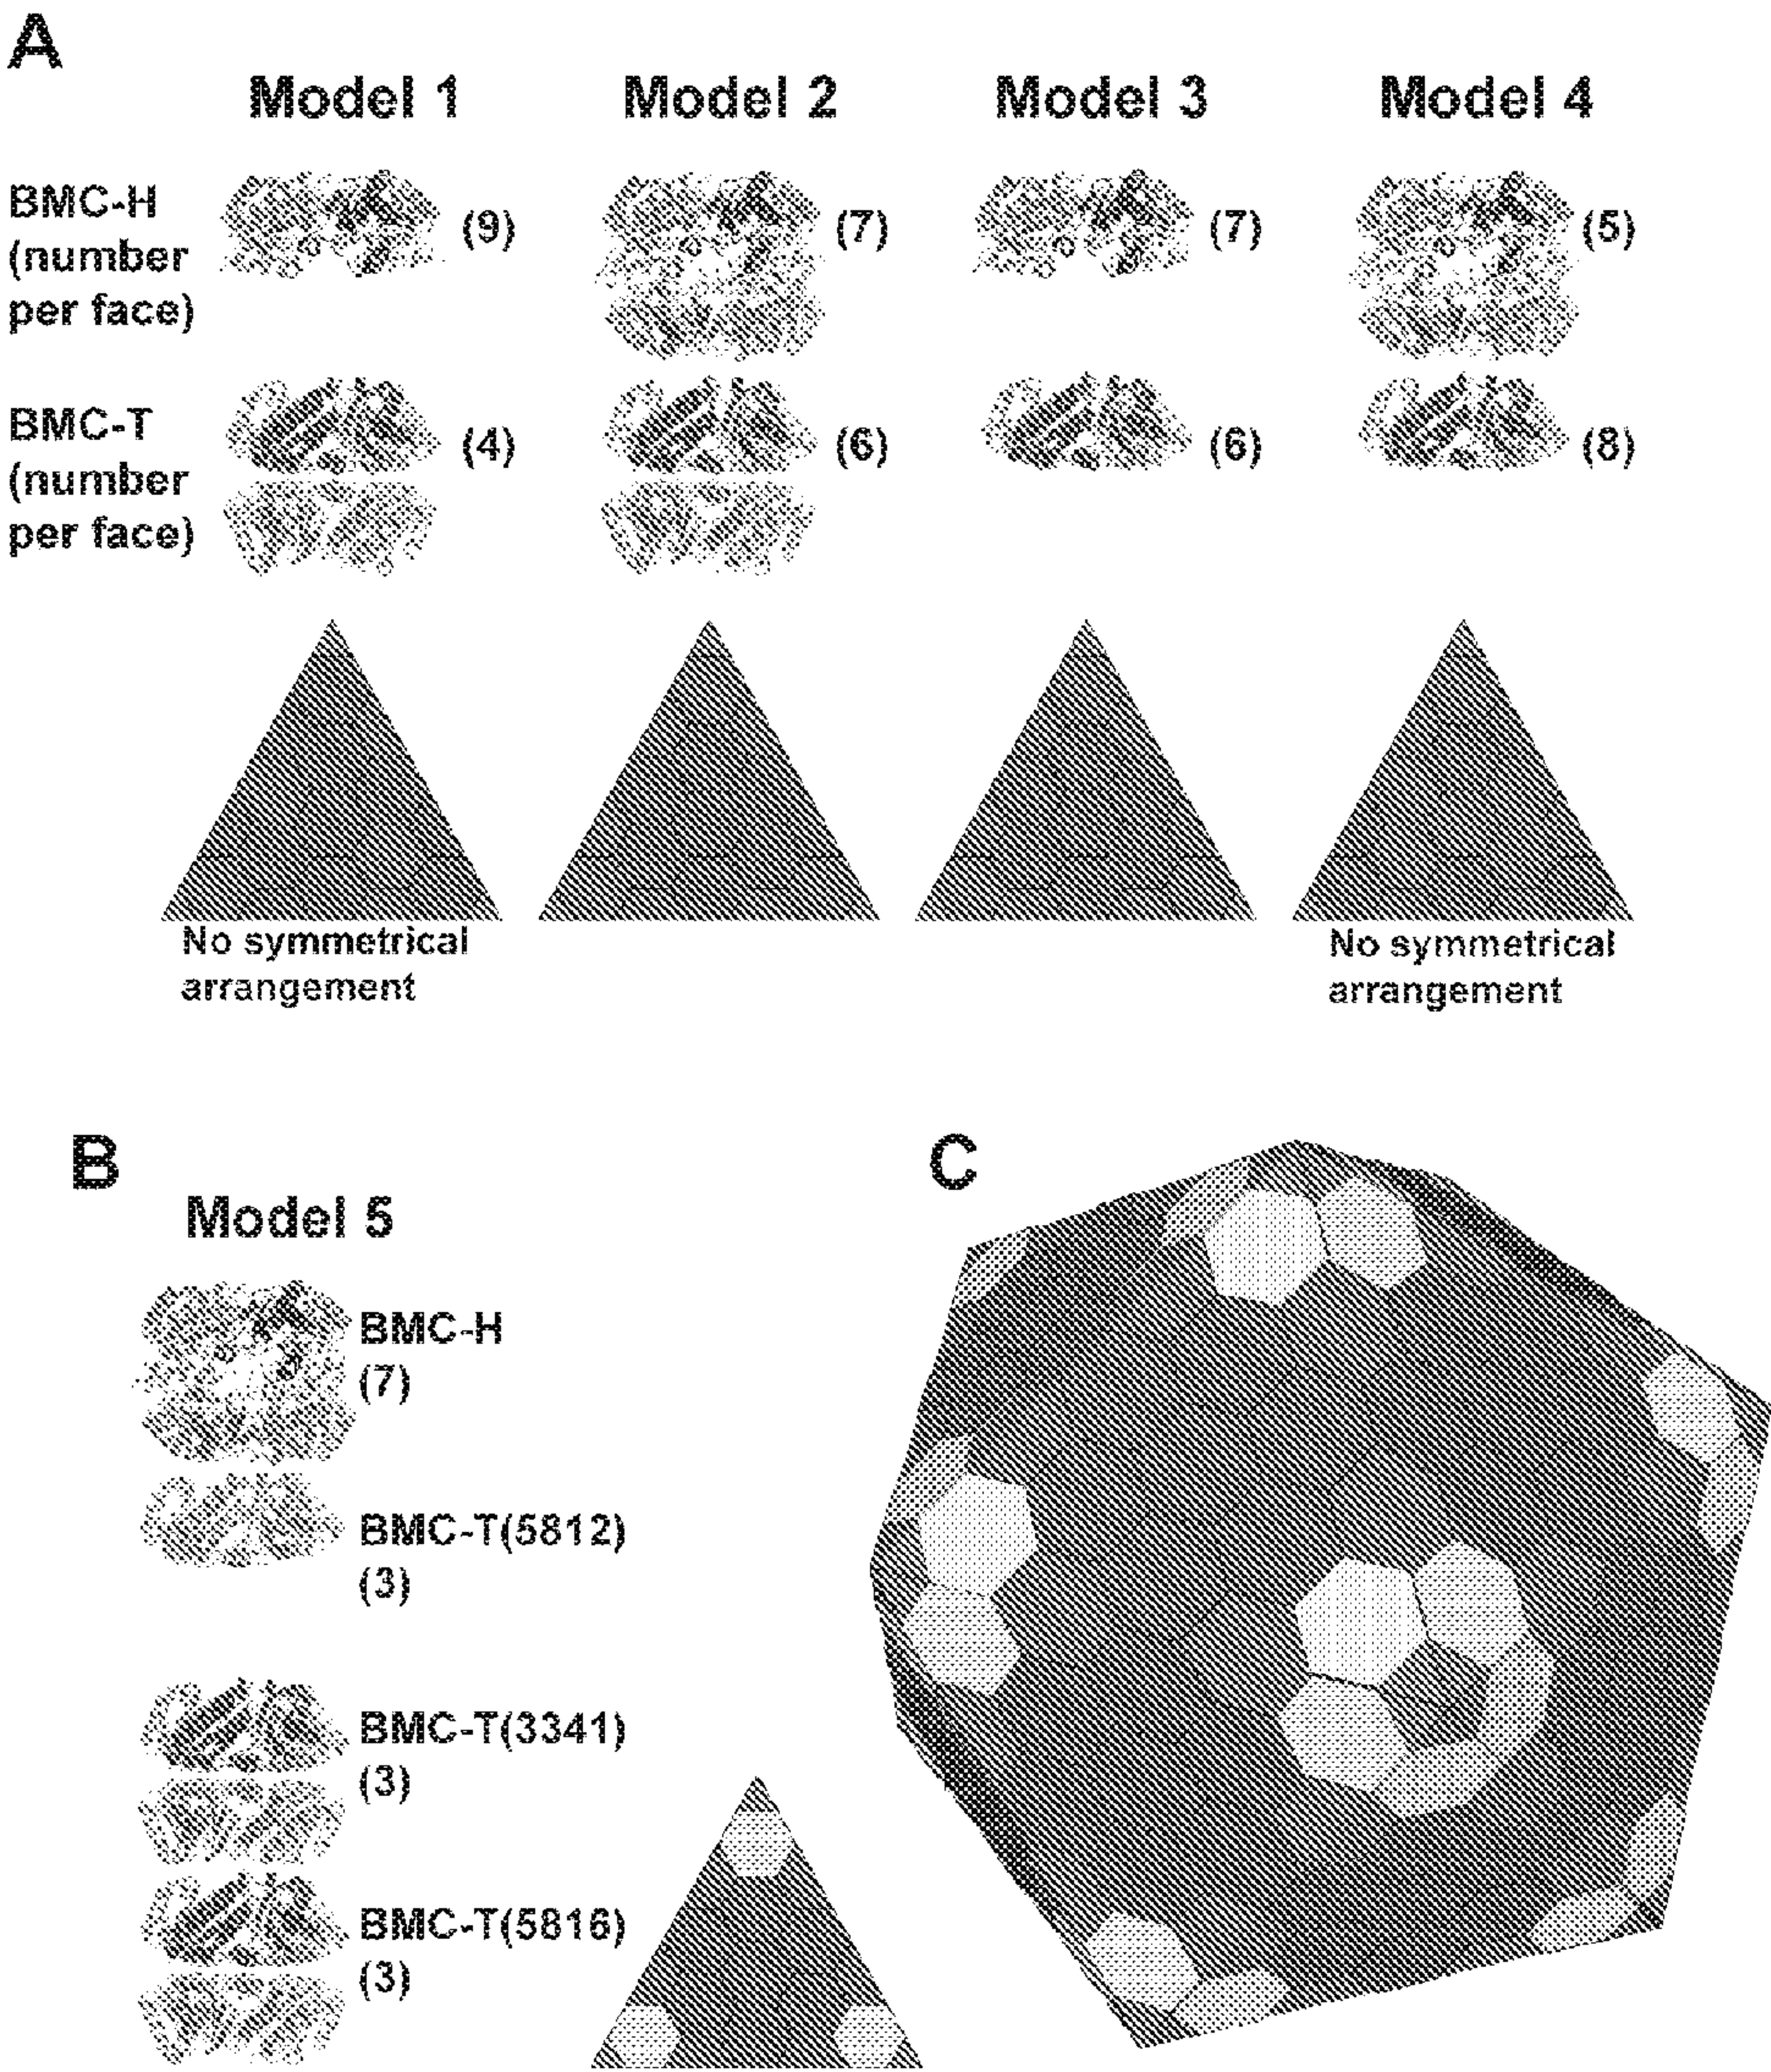 A
Model 1 Model 2 Model 3 Model 4
BMC-H
(number
per face)
(9) (7) (7) (5)
BMC-T
(number
per face)
(4) (6) (6) (8)
No symmetrical
arrangement
No symmetrical
arrangement
B
Model 5
BMC-H
(7)
BMC-T(5812)
(3)
BMC-T(3341)
(3)
BMC-T(5816)
(3)
C